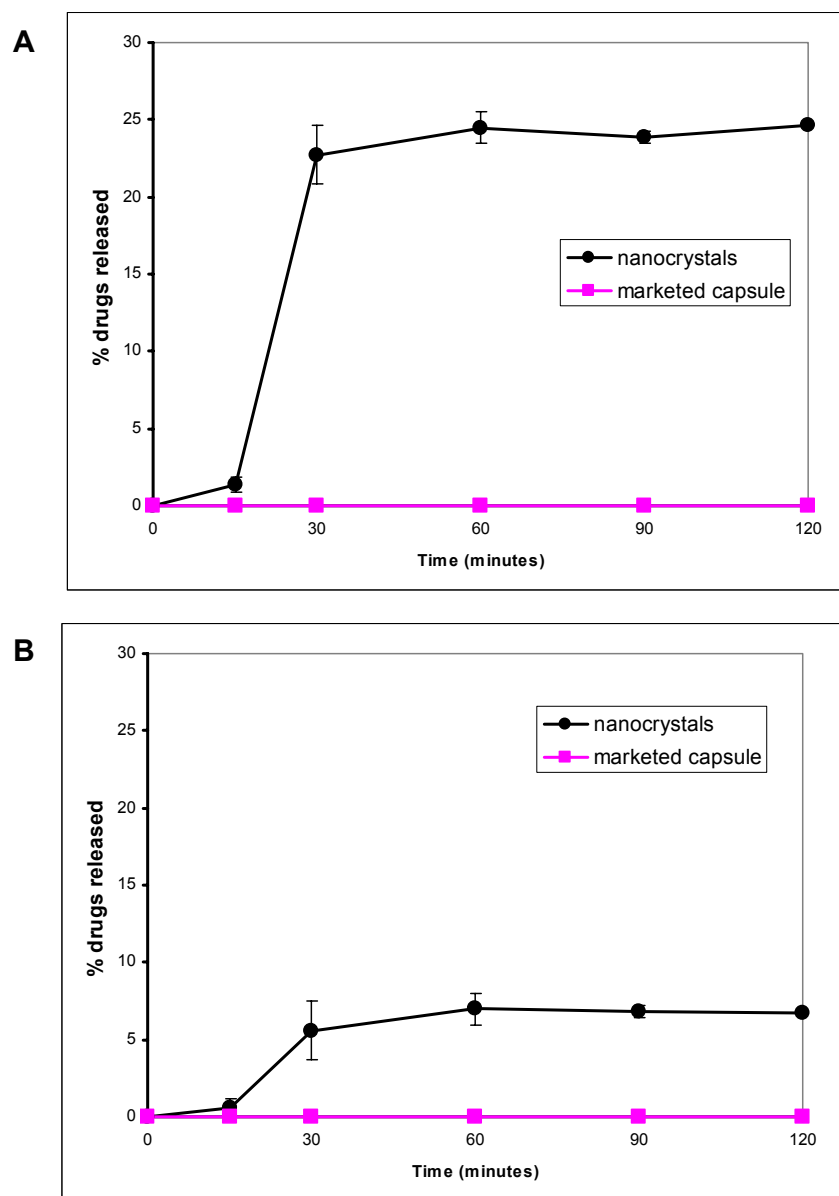 A
30
25
20
15
10
5
0
% drugs released
nanocrystals
marketed capsule
0 30 60 90 120
Time (minutes)
B
30
25
20
15
10
5
0
% drugs released
nanocrystals
marketed capsule
0 30 60 90 120
Time (minutes)